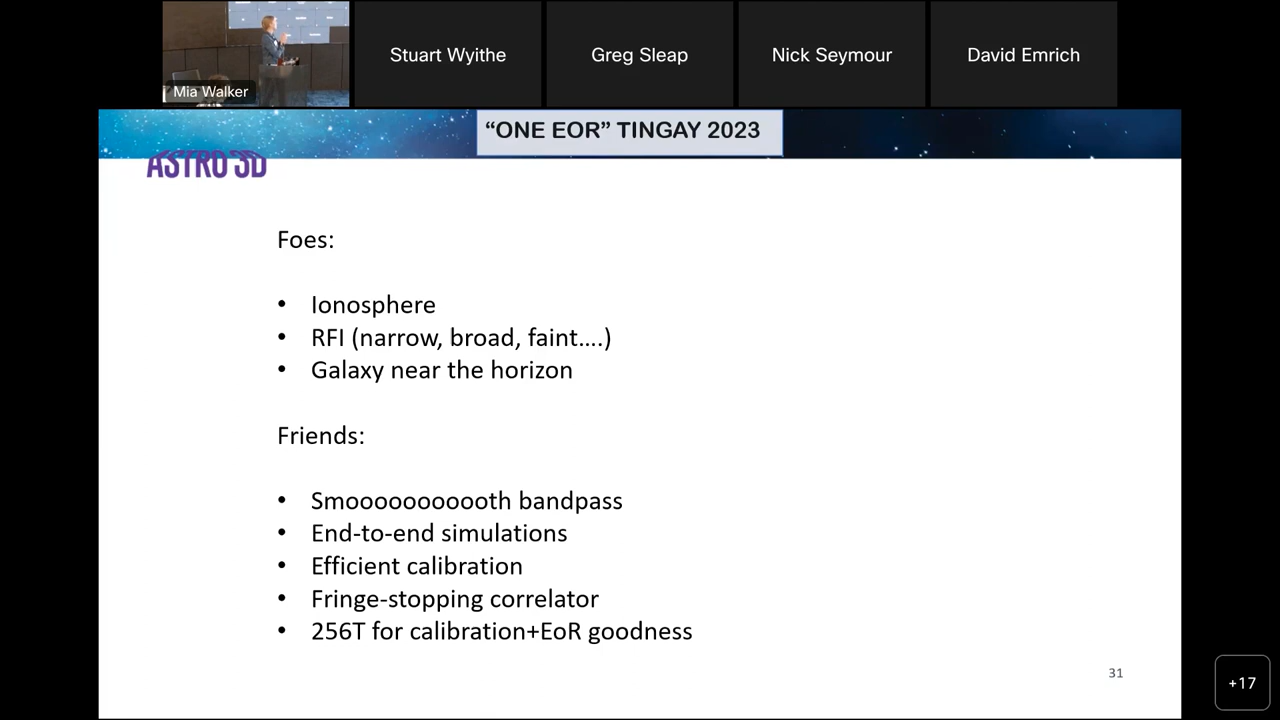 Mia Walker
Stuart Wyithe
Greg Sleap
Nick Seymour
David Emrich
“ONE EOR” TINGAY 2023
ASTRO 3D
Foes:
• Ionosphere
• RFI (narrow, broad, faint....)
• Galaxy near the horizon
Friends:
• Smooooooooooth bandpass
• End-to-end simulations
• Efficient calibration
• Fringe-stopping correlator
• 256T for calibration+EoR goodness
31
+17